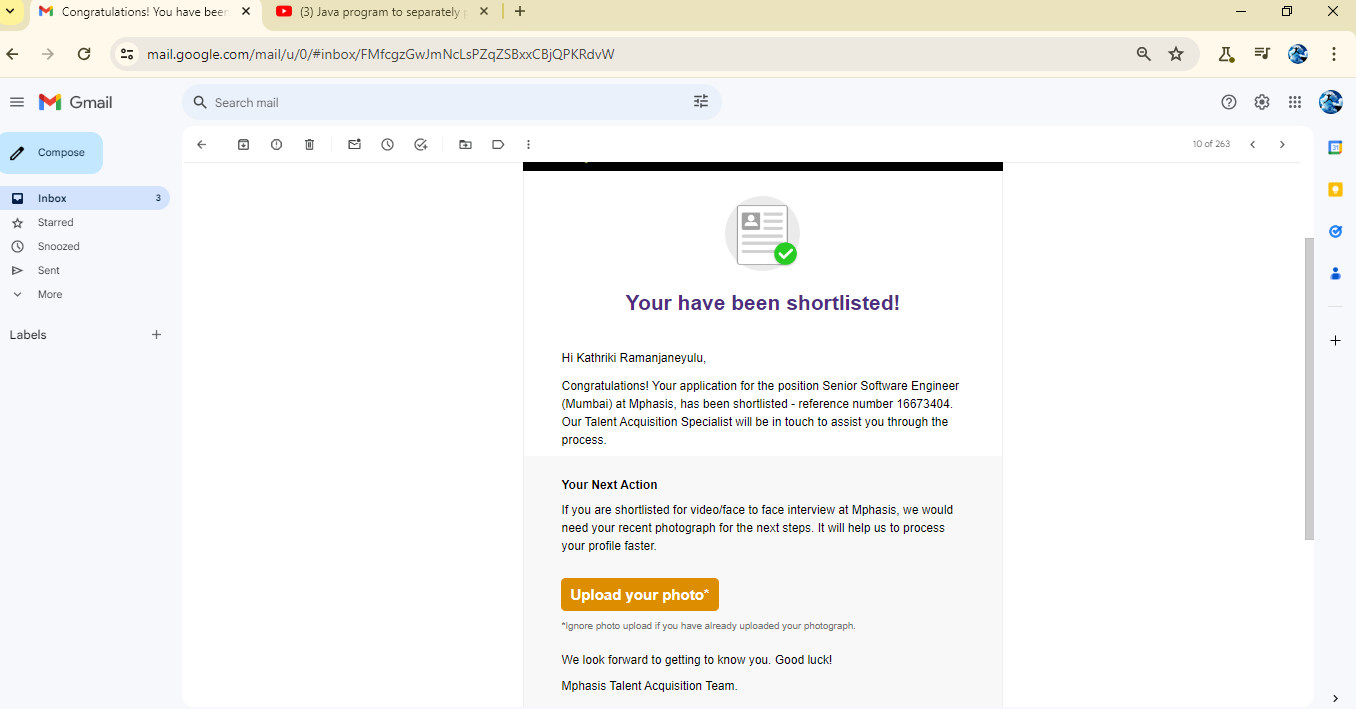 Congratulations! You have been
(3) Java program to separately p
mail.google.com/mail/u/0/#inbox/FMfcgzGwJmNcLsPZqZSBxxCBjQPKRdvW
Gmail
Search mail
Compose
10 of 263
Inbox 3
Starred
Snoozed
Sent
More
Labels
Your have been shortlisted!
Hi Kathriki Ramanjaneyulu,
Congratulations! Your application for the position Senior Software Engineer
(Mumbai) at Mphasis, has been shortlisted - reference number 16673404.
Our Talent Acquisition Specialist will be in touch to assist you through the
process.
Your Next Action
If you are shortlisted for video/face to face interview at Mphasis, we would
need your recent photograph for the next steps. It will help us to process
your profile faster.
Upload your photo*
*Ignore photo upload if you have already uploaded your photograph.
We look forward to getting to know you. Good luck!
Mphasis Talent Acquisition Team.